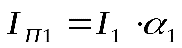 I_{П1} = I_1 · α_1